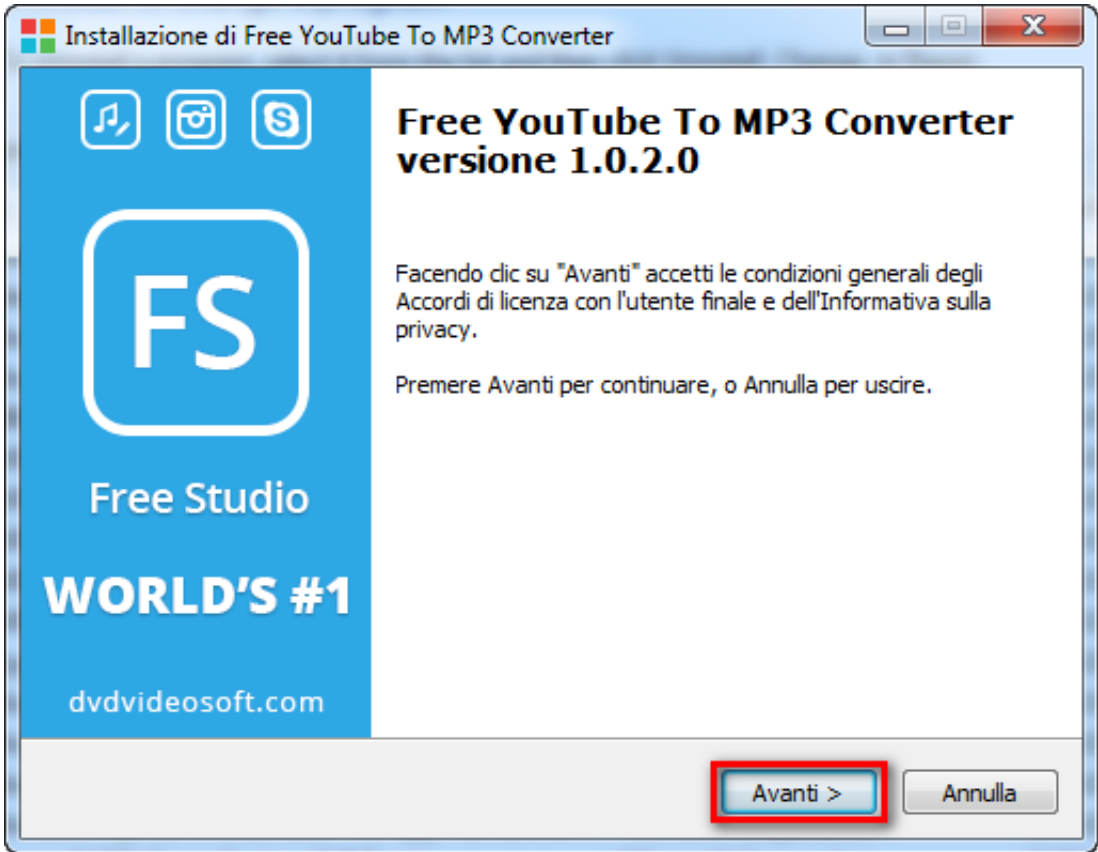 Installazione di Free YouTube To MP3 Converter
Free YouTube To MP3 Converter
versione 1.0.2.0
Facendo clic su "Avanti" accetti le condizioni generali degli
Accordi di licenza con l'utente finale e dell'Informativa sulla
privacy.
Premere Avanti per continuare, o Annulla per uscire.
FS
Free Studio
WORLD'S #1
dvdvideosoft.com
Avanti >
Annulla